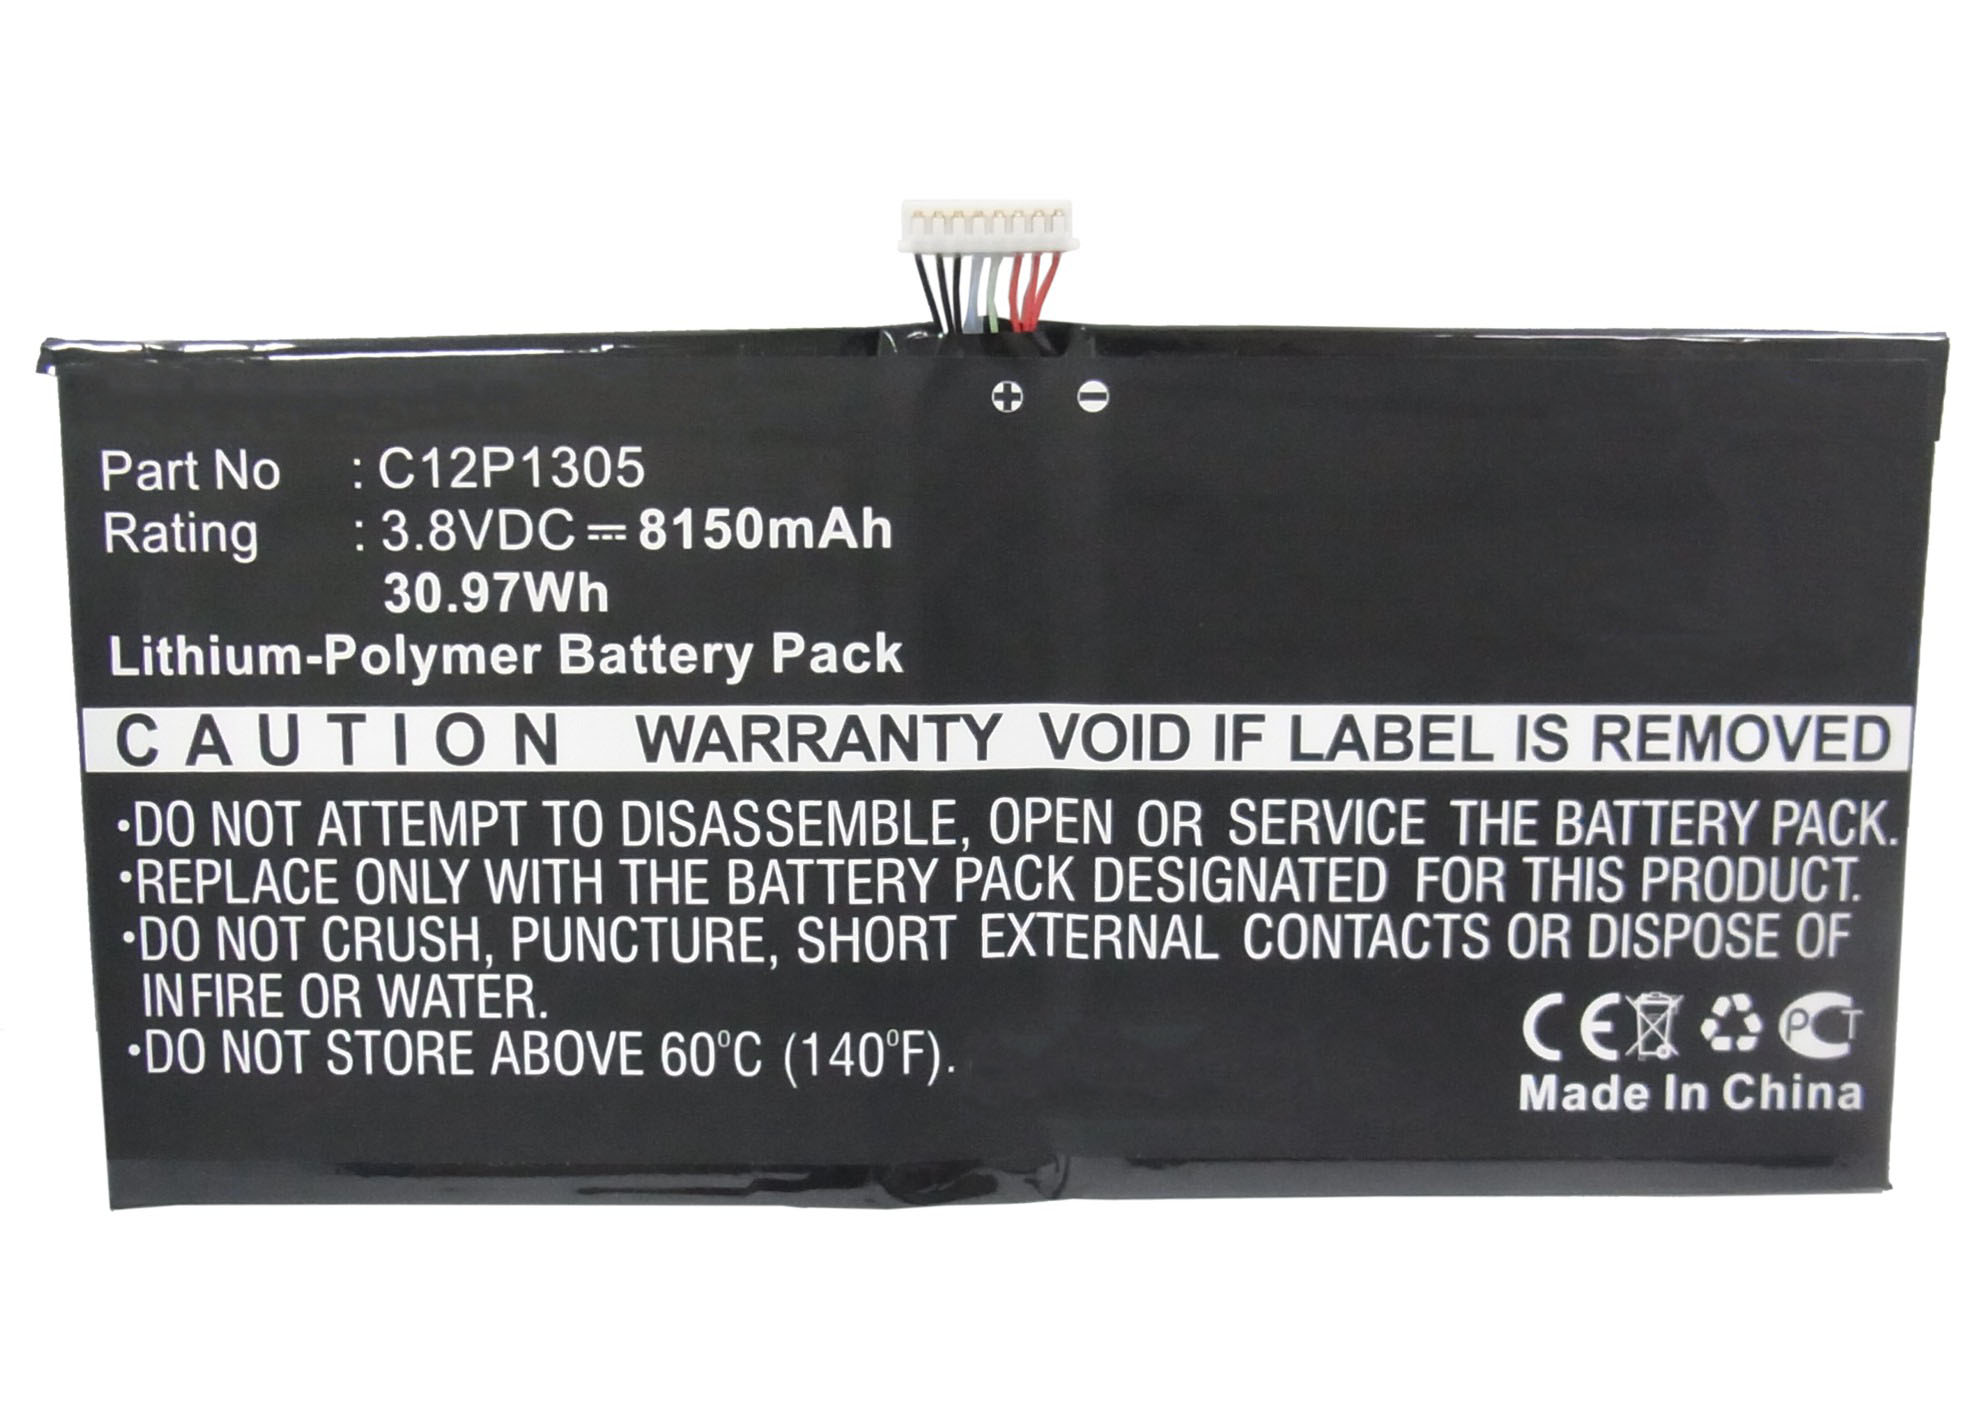 Part No : C12P1305
Rating : 3.8VDC ⎓ 8150mAh
30.97Wh
Lithium-Polymer Battery Pack
CAUTION WARRANTY VOID IF LABEL IS REMOVED
•DO NOT ATTEMPT TO DISASSEMBLE, OPEN OR SERVICE THE BATTERY PACK.
•REPLACE ONLY WITH THE BATTERY PACK DESIGNATED FOR THIS PRODUCT.
•DO NOT CRUSH, PUNCTURE, SHORT EXTERNAL CONTACTS OR DISPOSE OF
INFIRE OR WATER.
•DO NOT STORE ABOVE 60°C (140°F).
CE PCT
Made In China